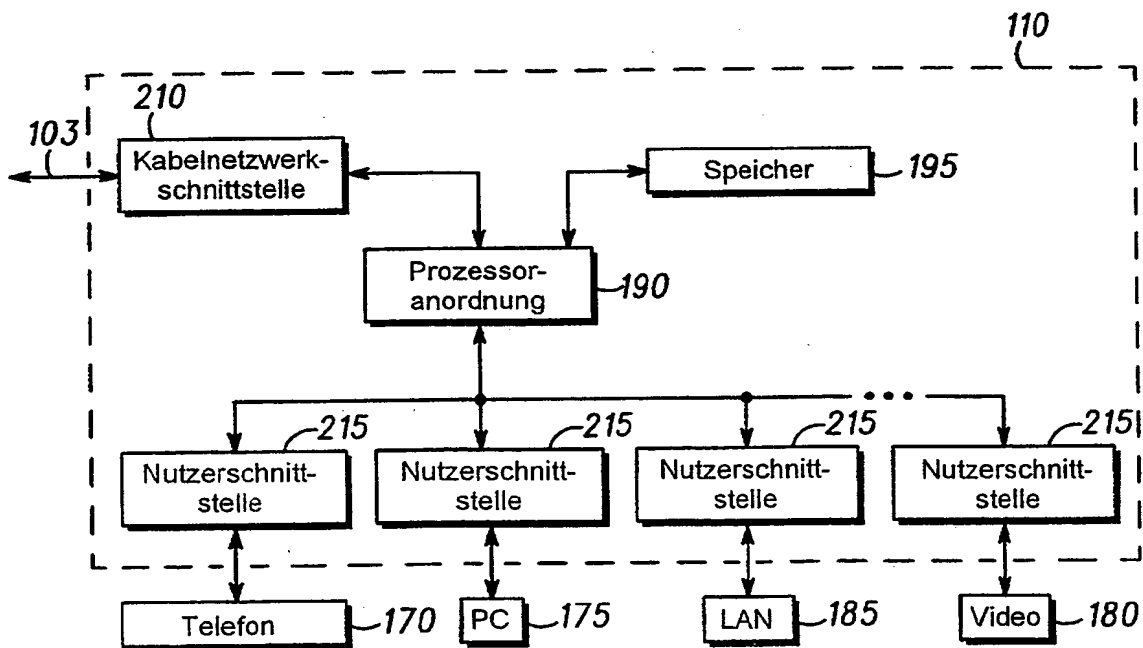 110
210
103
Kabelnetzwerk-
schnittstelle
Speicher
195
Prozessor-
anordnung
190
215
215
215
215
Nutzerschnitt-
stelle
Nutzerschnitt-
stelle
Nutzerschnitt-
stelle
Nutzerschnitt-
stelle
Telefon
170
PC
175
LAN
185
Video
180